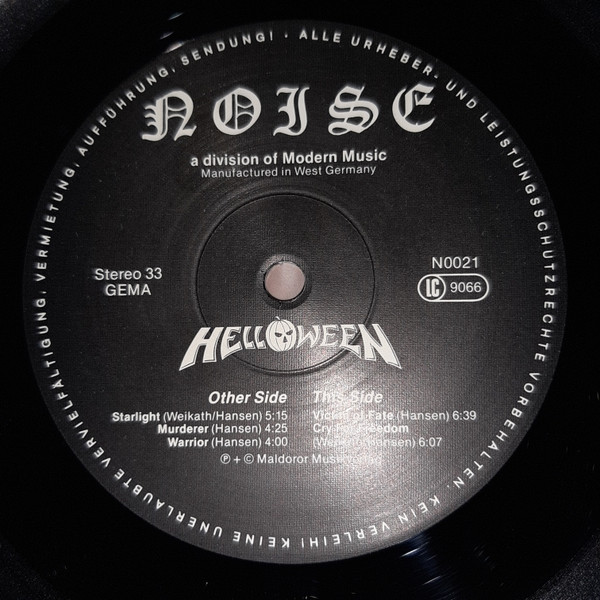 ALLE URHEBER- UND LEISTUNGSSCHUTZRECHTE VORBEHALTEN. KEIN VERLEIH! KEINE UNERLAUBTE VERVIELFÄLTIGUNG, VERMIETUNG, AUFFÜHRUNG, SENDUNG! ·
NOISE
a division of Modern Music
Manufactured in West Germany
Stereo 33
GEMA
N0021
LC 9066
HELLOWEEN
Other Side
Starlight (Weikath/Hansen) 5:15
Murderer (Hansen) 4:25
Warrior (Hansen) 4:00
This Side
Victim of Fate (Hansen) 6:39
Cry For Freedom
(Weikath/Hansen) 6:07
℗ + © Maldoror Musikverlag